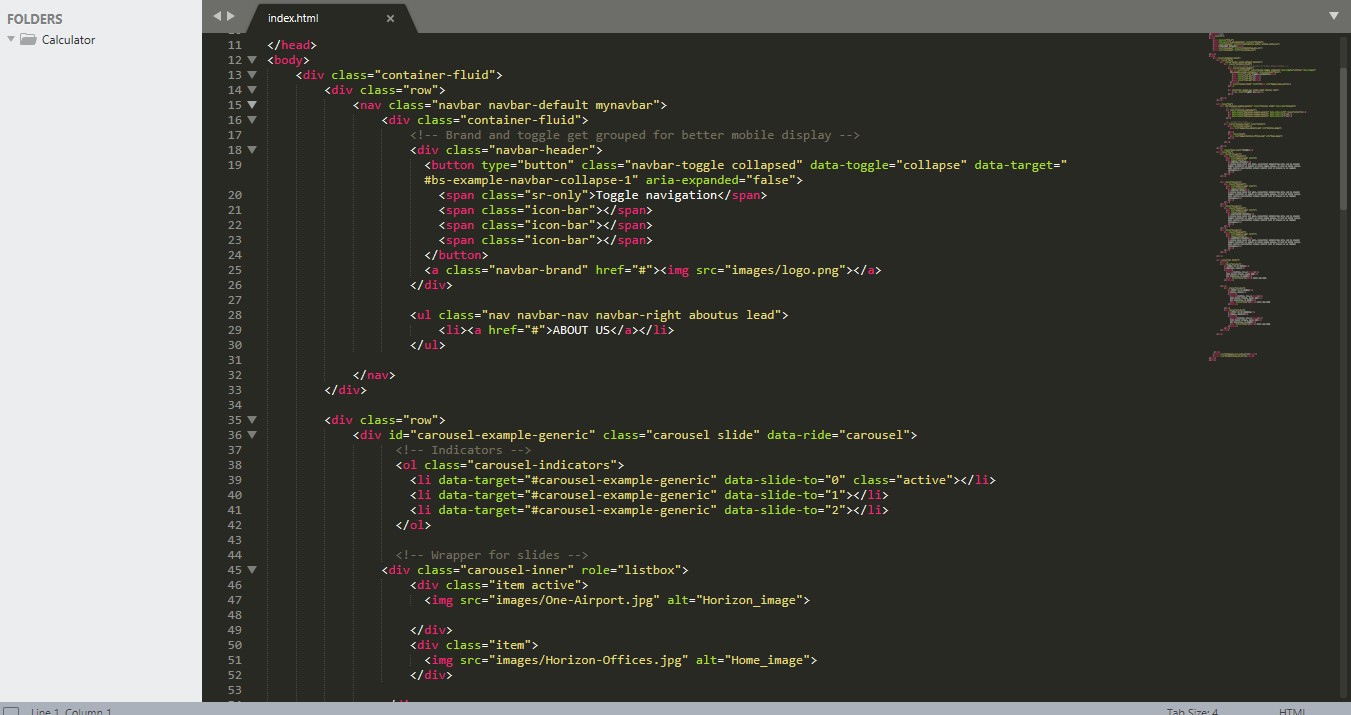 FOLDERS
Calculator
index.html
11 </head>
12 <body>
13 <div class="container-fluid">
14 <div class="row">
15 <nav class="navbar navbar-default mynavbar">
16 <div class="container-fluid">
17 <!-- Brand and toggle get grouped for better mobile display -->
18 <div class="navbar-header">
19 <button type="button" class="navbar-toggle collapsed" data-toggle="collapse" data-target="
#bs-example-navbar-collapse-1" aria-expanded="false">
20 <span class="sr-only">Toggle navigation</span>
21 <span class="icon-bar"></span>
22 <span class="icon-bar"></span>
23 <span class="icon-bar"></span>
24 </button>
25 <a class="navbar-brand" href="#"><img src="images/logo.png"></a>
26 </div>
27
28 <ul class="nav navbar-nav navbar-right aboutus lead">
29 <li><a href="#">ABOUT US</a></li>
30 </ul>
31
32 </nav>
33 </div>
34
35 <div class="row">
36 <div id="carousel-example-generic" class="carousel slide" data-ride="carousel">
37 <!-- Indicators -->
38 <ol class="carousel-indicators">
39 <li data-target="#carousel-example-generic" data-slide-to="0" class="active"></li>
40 <li data-target="#carousel-example-generic" data-slide-to="1"></li>
41 <li data-target="#carousel-example-generic" data-slide-to="2"></li>
42 </ol>
43
44 <!-- Wrapper for slides -->
45 <div class="carousel-inner" role="listbox">
46 <div class="item active">
47 <img src="images/One-Airport.jpg" alt="Horizon_image">
48
49 </div>
50 <div class="item">
51 <img src="images/Horizon-Offices.jpg" alt="Home_image">
52 </div>
53
Line 1, Column 1
Tab Size: 4
HTML